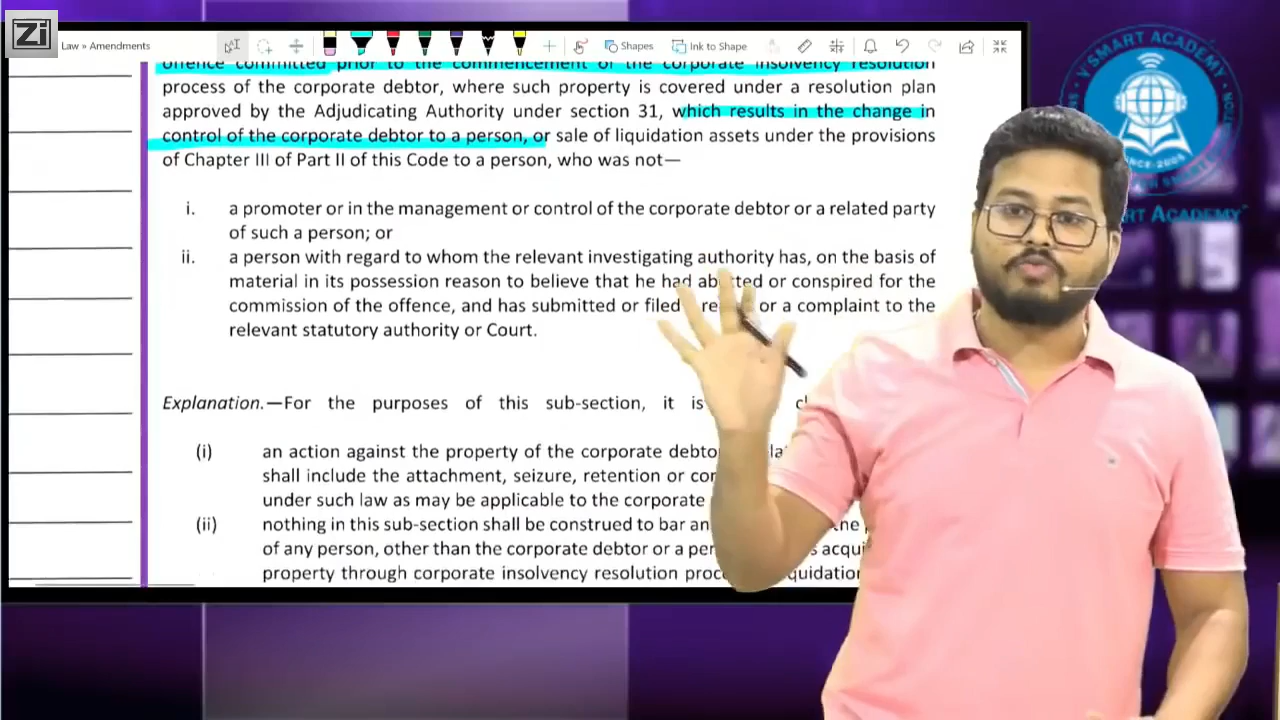 Zi
Law » Amendments
Shapes
Ink to Shape
offence committed prior to the commencement of the corporate insolvency resolution
process of the corporate debtor, where such property is covered under a resolution plan
approved by the Adjudicating Authority under section 31, which results in the change in
control of the corporate debtor to a person, or sale of liquidation assets under the provisions
of Chapter III of Part II of this Code to a person, who was not—
i. a promoter or in the management or control of the corporate debtor or a related party
of such a person; or
ii. a person with regard to whom the relevant investigating authority has, on the basis of
material in its possession reason to believe that he had or conspired for the
commission of the offence, and has submitted or filed or a complaint to the
relevant statutory authority or Court.
Explanation.—For the purposes of this sub-section, it is
(i) an action against the property of the corporate
shall include the attachment, seizure, retention or
under such law as may be applicable to the corporate
(ii) nothing in this sub-section shall be construed to bar
of any person, other than the corporate debtor or a
property through corporate insolvency resolution
V'SMART ACADEMY
SINCE-2005
ACADEMY